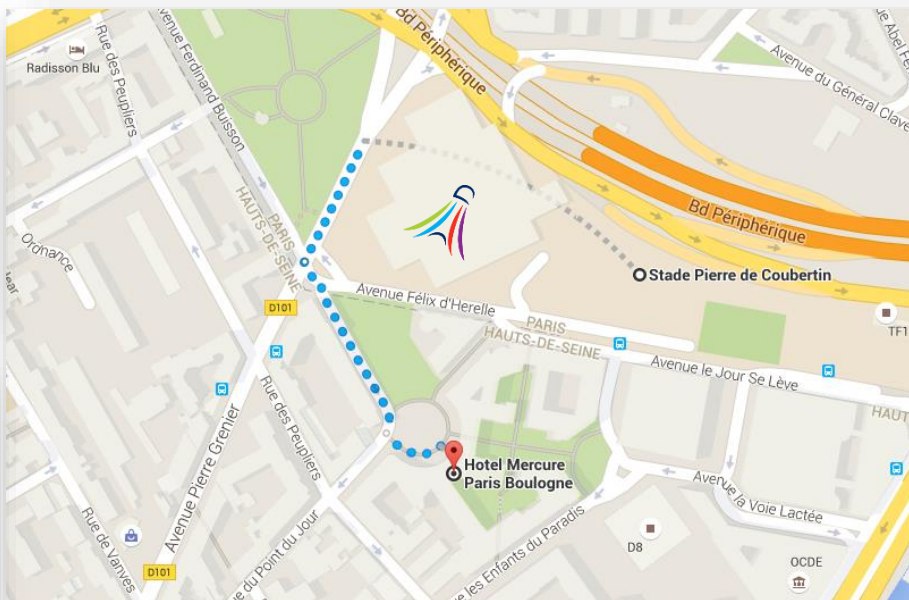 Radisson Blu
Rue des Peupliers
Avenue Ferdinand Buisson
Bd Périphérique
Avenue du Général Clave
Rue Abel Fe
PARIS
HAUTS-DE-SEINE
Bd Périphérique
Stade Pierre de Coubertin
Ordnance
Jear
D101
Avenue Félix d'Herelle
PARIS
HAUTS-DE-SEINE
TF1
Avenue le Jour Se Lève
HAUT
Rue des Peupliers
Avenue Pierre Grenier
Hotel Mercure
Paris Boulogne
Avenue la Voie Lactée
Rue de Vanves
e du Point du Jour
ue les Enfants du Paradis
D8
OCDE
D101